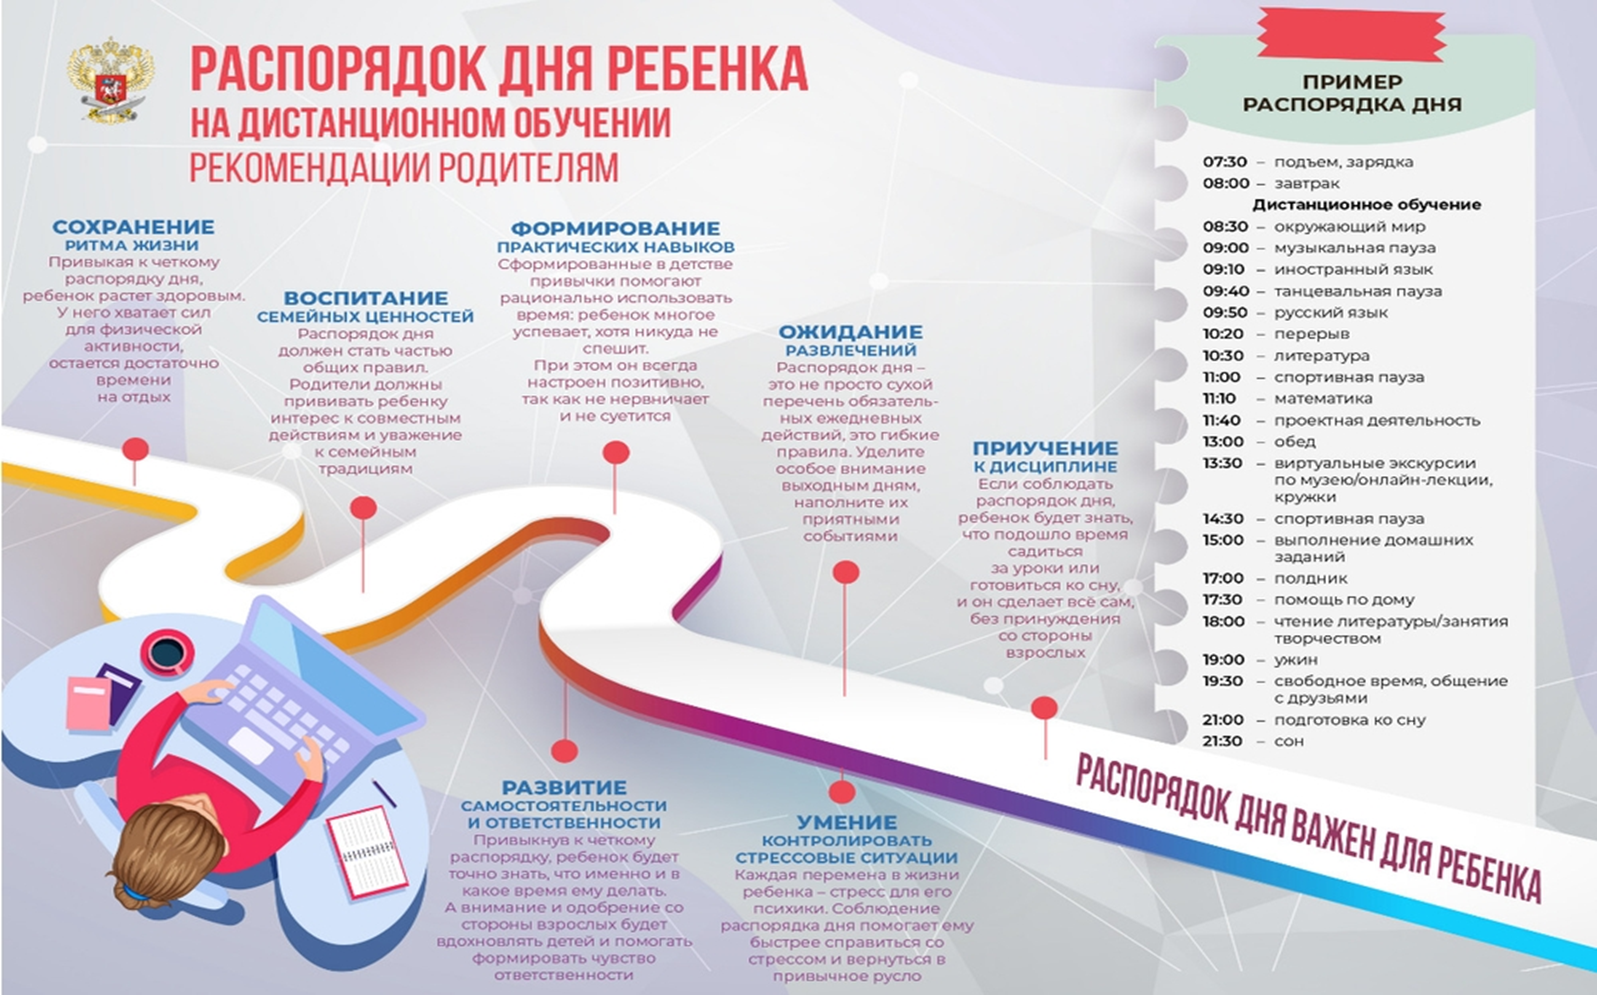 РАСПОРЯДОК ДНЯ РЕБЕНКА
НА ДИСТАНЦИОННОМ ОБУЧЕНИИ
РЕКОМЕНДАЦИИ РОДИТЕЛЯМ
СОХРАНЕНИЕ
РИТМА ЖИЗНИ
Привыкая к четкому
распорядку дня,
ребенок растет здоровым.
У него хватает сил
для физической
активности,
остается достаточно
времени
на отдых
ВОСПИТАНИЕ
СЕМЕЙНЫХ ЦЕННОСТЕЙ
Распорядок дня
должен стать частью
общих правил.
Родители должны
прививать ребенку
интерес к совместным
действиям и уважение
к семейным
традициям
ФОРМИРОВАНИЕ
ПРАКТИЧЕСКИХ НАВЫКОВ
Сформированные в детстве
привычки помогают
рационально использовать
время: ребенок многое
успевает, хотя никуда не
спешит.
При этом он всегда
настроен позитивно,
так как не нервничает
и не суетится
ОЖИДАНИЕ
РАЗВЛЕЧЕНИЙ
Распорядок дня –
это не просто сухой
перечень обязатель-
ных ежедневных
действий, это гибкие
правила. Уделите
особое внимание
выходным дням,
наполните их
приятными
событиями
ПРИУЧЕНИЕ
К ДИСЦИПЛИНЕ
Если соблюдать
распорядок дня,
ребенок будет знать,
что подошло время
садиться
за уроки или
готовиться ко сну,
и он сделает всё сам,
без принуждения
со стороны
взрослых
РАЗВИТИЕ
САМОСТОЯТЕЛЬНОСТИ
И ОТВЕТСТВЕННОСТИ
Привыкнув к четкому
распорядку, ребенок будет
точно знать, что именно и в
какое время ему делать.
А внимание и одобрение со
стороны взрослых будет
вдохновлять детей и помогать
формировать чувство
ответственности
УМЕНИЕ
КОНТРОЛИРОВАТЬ
СТРЕССОВЫЕ СИТУАЦИИ
Каждая перемена в жизни
ребенка – стресс для его
психики. Соблюдение
распорядка дня помогает ему
быстрее справиться со
стрессом и вернуться в
привычное русло
ПРИМЕР
РАСПОРЯДКА ДНЯ
07:30 – подъем, зарядка
08:00 – завтрак
Дистанционное обучение
08:30 – окружающий мир
09:00 – музыкальная пауза
09:10 – иностранный язык
09:40 – танцевальная пауза
09:50 – русский язык
10:20 – перерыв
10:30 – литература
11:00 – спортивная пауза
11:10 – математика
11:40 – проектная деятельность
13:00 – обед
13:30 – виртуальные экскурсии
по музею/онлайн-лекции,
кружки
14:30 – спортивная пауза
15:00 – выполнение домашних
заданий
17:00 – полдник
17:30 – помощь по дому
18:00 – чтение литературы/занятия
творчеством
19:00 – ужин
19:30 – свободное время, общение
с друзьями
21:00 – подготовка ко сну
21:30 – сон
РАСПОРЯДОК ДНЯ ВАЖЕН ДЛЯ РЕБЕНКА